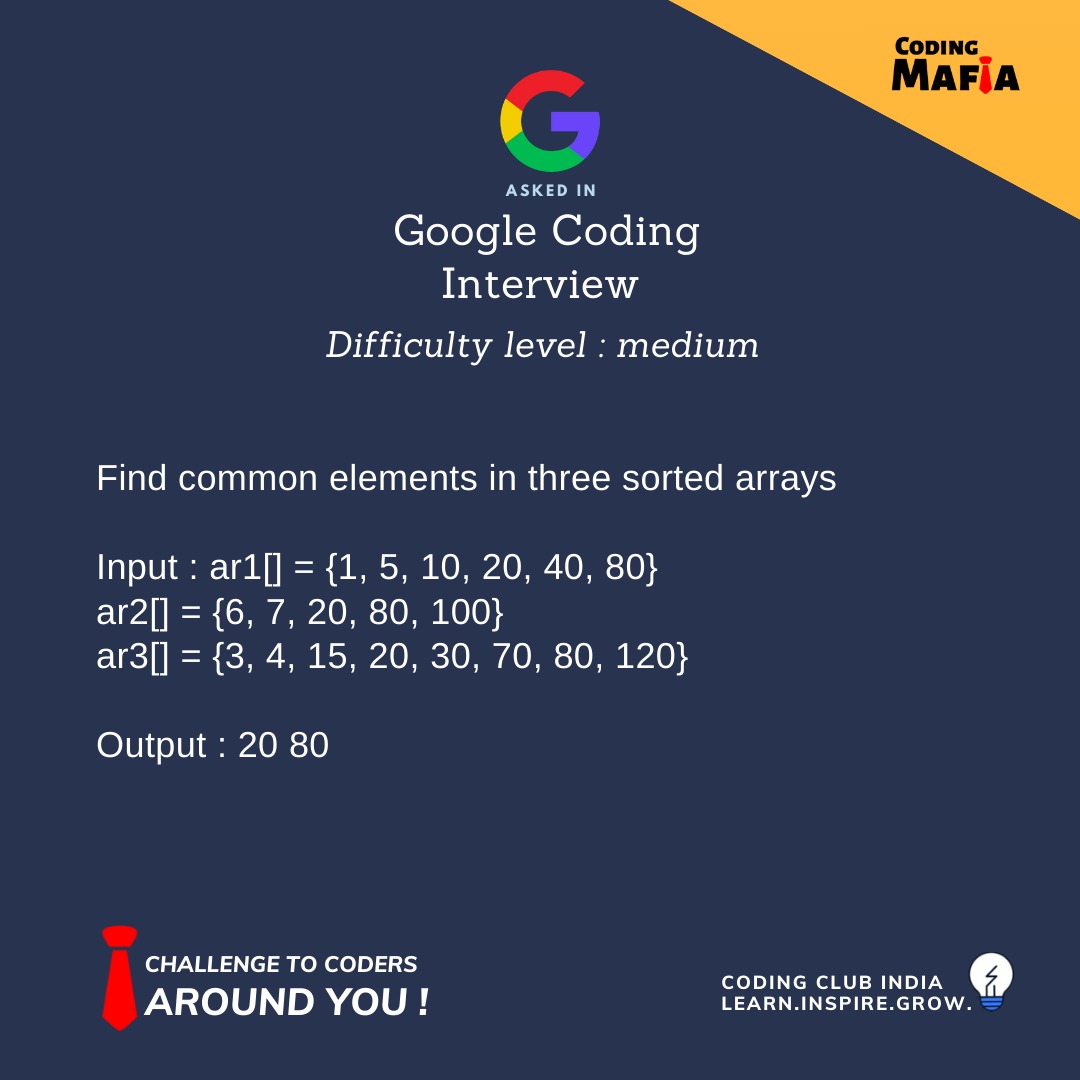 CODING
MAFIA
ASKED IN
Google Coding
Interview
Difficulty level : medium
Find common elements in three sorted arrays
Input : ar1[] = {1, 5, 10, 20, 40, 80}
ar2[] = {6, 7, 20, 80, 100}
ar3[] = {3, 4, 15, 20, 30, 70, 80, 120}
Output : 20 80
CHALLENGE TO CODERS
AROUND YOU !
CODING CLUB INDIA
LEARN.INSPIRE.GROW.